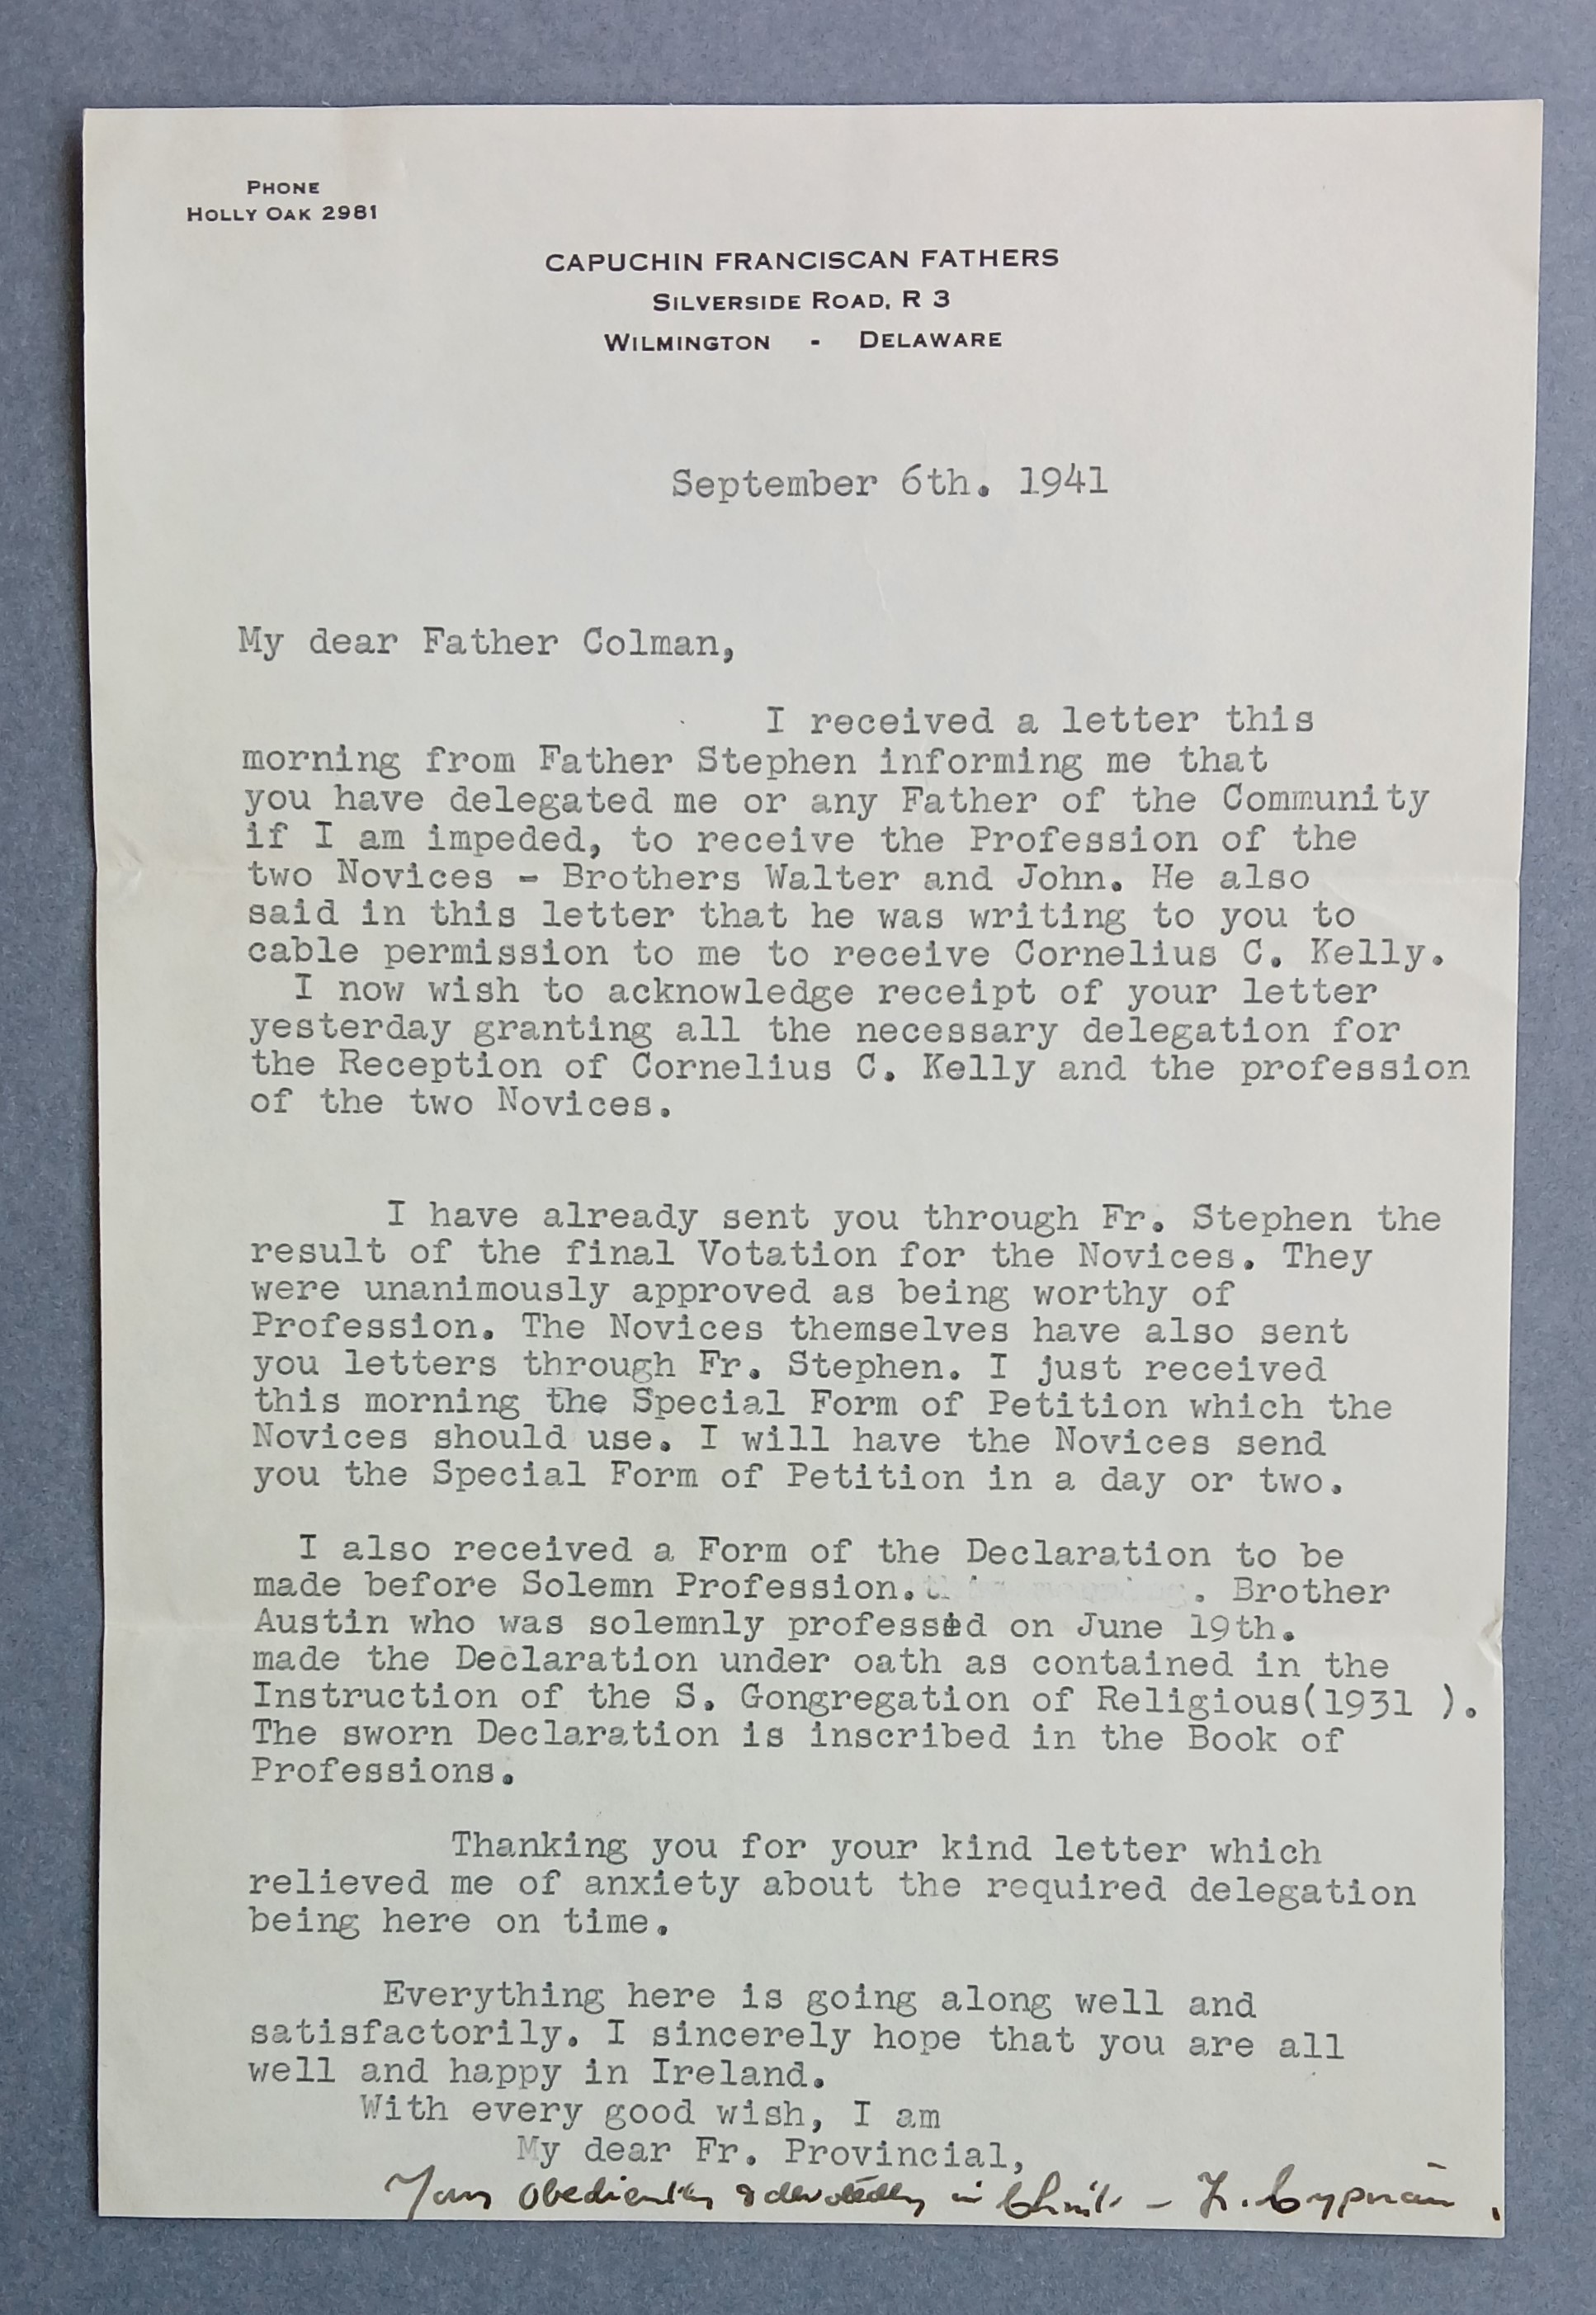 PHONE
HOLLY OAK 2981
CAPUCHIN FRANCISCAN FATHERS
SILVERSIDE ROAD, R 3
WILMINGTON - DELAWARE
September 6th. 1941
My dear Father Colman,
I received a letter this
morning from Father Stephen informing me that
you have delegated me or any Father of the Community
if I am impeded, to receive the Profession of the
two Novices - Brothers Walter and John. He also
said in this letter that he was writing to you to
cable permission to me to receive Cornelius C. Kelly.
I now wish to acknowledge receipt of your letter
yesterday granting all the necessary delegation for
the Reception of Cornelius C. Kelly and the profession
of the two Novices.
I have already sent you through Fr. Stephen the
result of the final Votation for the Novices. They
were unanimously approved as being worthy of
Profession. The Novices themselves have also sent
you letters through Fr. Stephen. I just received
this morning the Special Form of Petition which the
Novices should use. I will have the Novices send
you the Special Form of Petition in a day or two.
I also received a Form of the Declaration to be
made before Solemn Profession. . Brother
Austin who was solemnly professed on June 19th.
made the Declaration under oath as contained in the
Instruction of the S. Gongregation of Religious(1931 ).
The sworn Declaration is inscribed in the Book of
Professions.
Thanking you for your kind letter which
relieved me of anxiety about the required delegation
being here on time.
Everything here is going along well and
satisfactorily. I sincerely hope that you are all
well and happy in Ireland.
With every good wish, I am
My dear Fr. Provincial,
Yours obediently & devotedly in Christ - Fr. Cyprian.